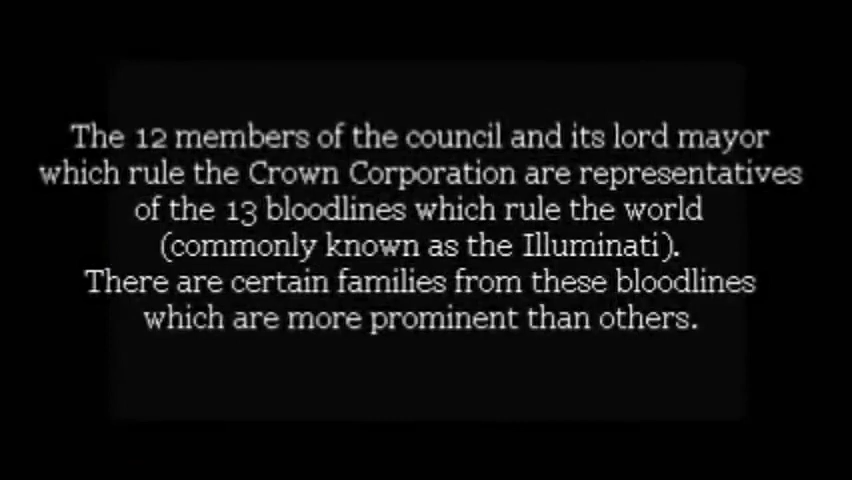 The 12 members of the council and its lord mayor
which rule the Crown Corporation are representatives
of the 13 bloodlines which rule the world
(commonly known as the Illuminati).
There are certain families from these bloodlines
which are more prominent than others.